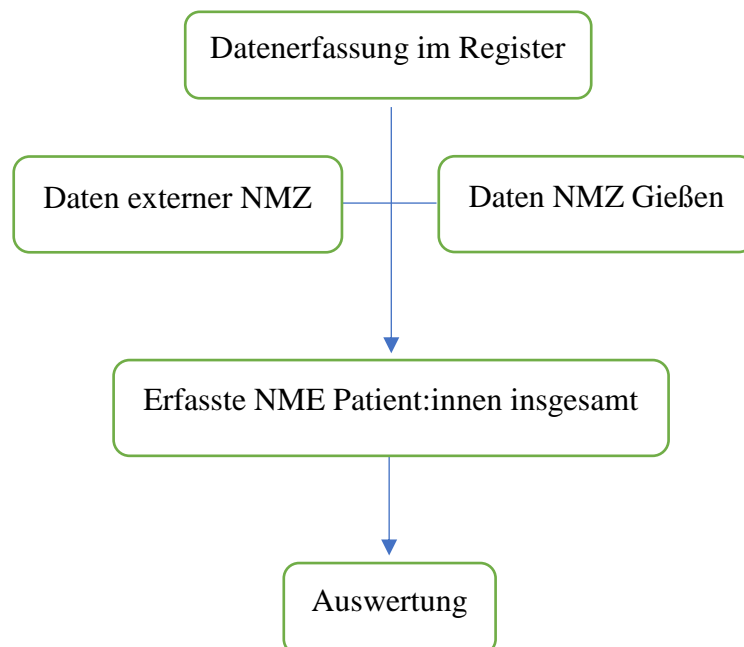 Datenerfassung im Register
Daten externer NMZ
Daten NMZ Gießen
Erfasste NME Patient:innen insgesamt
Auswertung